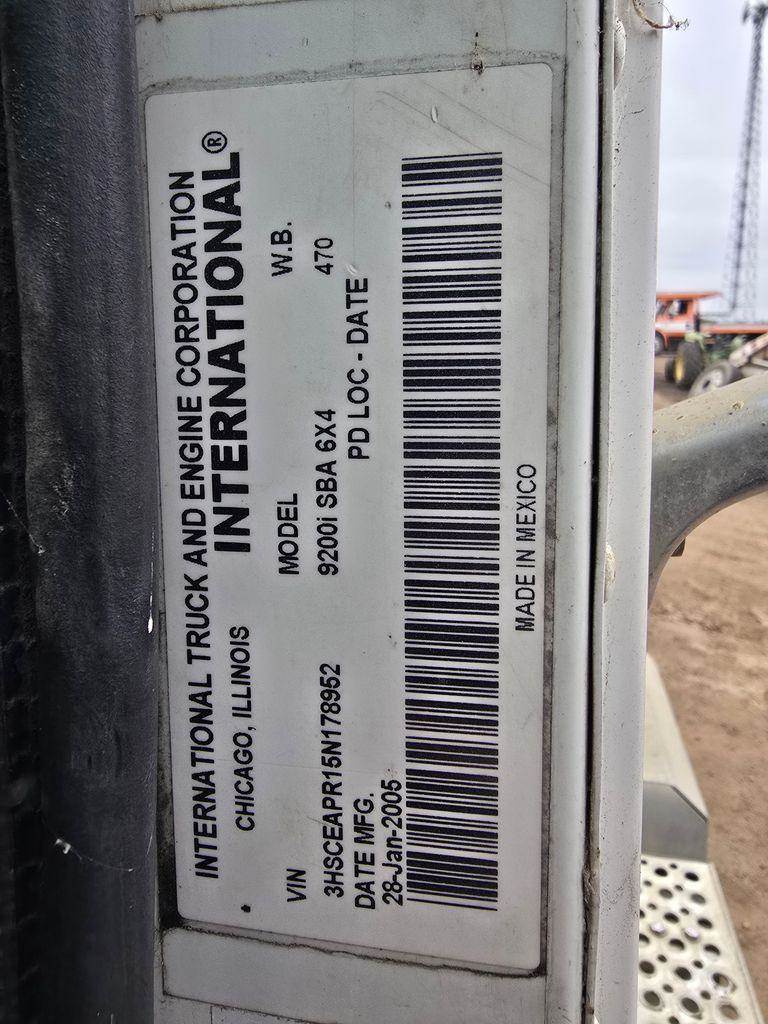 INTERNATIONAL TRUCK AND ENGINE CORPORATION
CHICAGO, ILLINOIS INTERNATIONAL®
VIN MODEL W.B.
3HSCEAPR15N178952 9200i SBA 6X4 470
DATE MFG. PD LOC - DATE
28-Jan-2005
MADE IN MEXICO